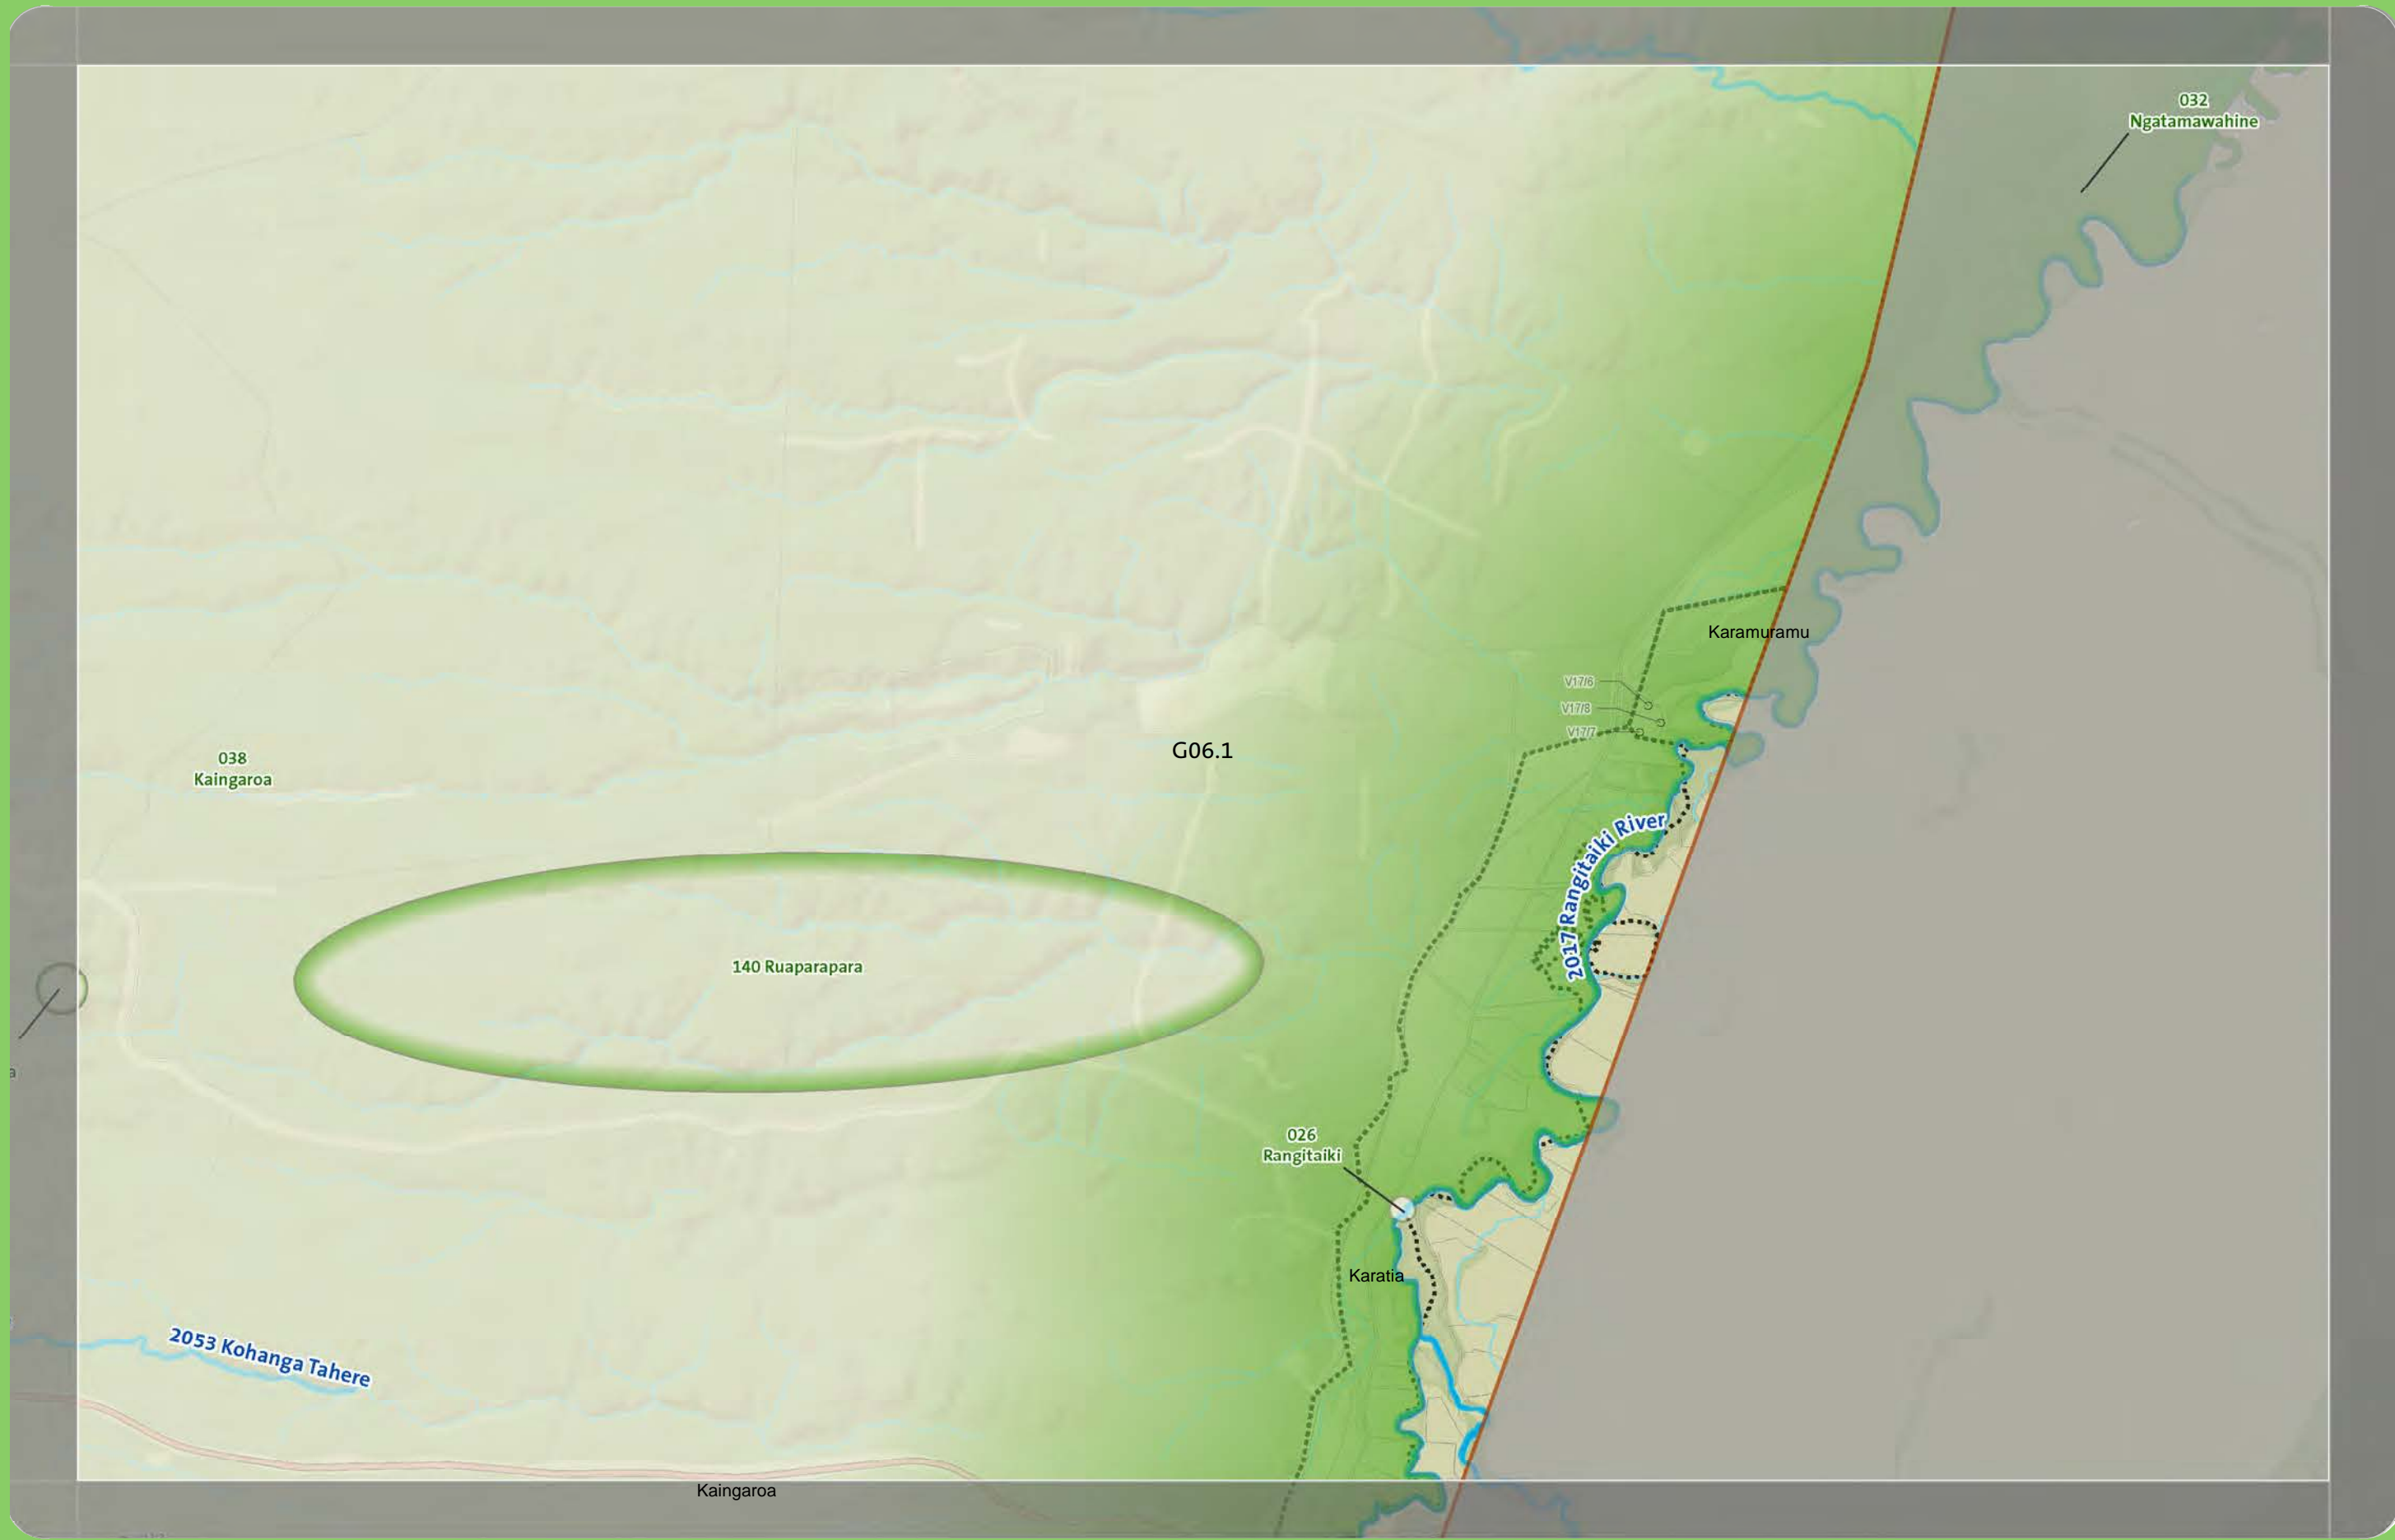 032
Ngatamawahine
Karamuramu
V17/6
V17/8
V17/7
G06.1
038
Kaingaroa
2017 Rangitaiki River
140 Ruaparapara
a
026
Rangitaiki
Karatia
2053 Kohanga Tahere
Kaingaroa